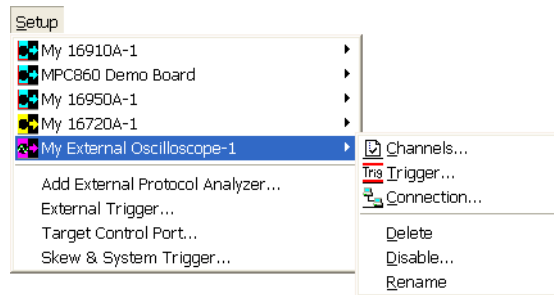 Setup
My 16910A-1
MPC860 Demo Board
My 16950A-1
My 16720A-1
My External Oscilloscope-1
Add External Protocol Analyzer...
External Trigger...
Target Control Port...
Skew & System Trigger...
Channels...
Trig Trigger...
Connection...
Delete
Disable...
Rename